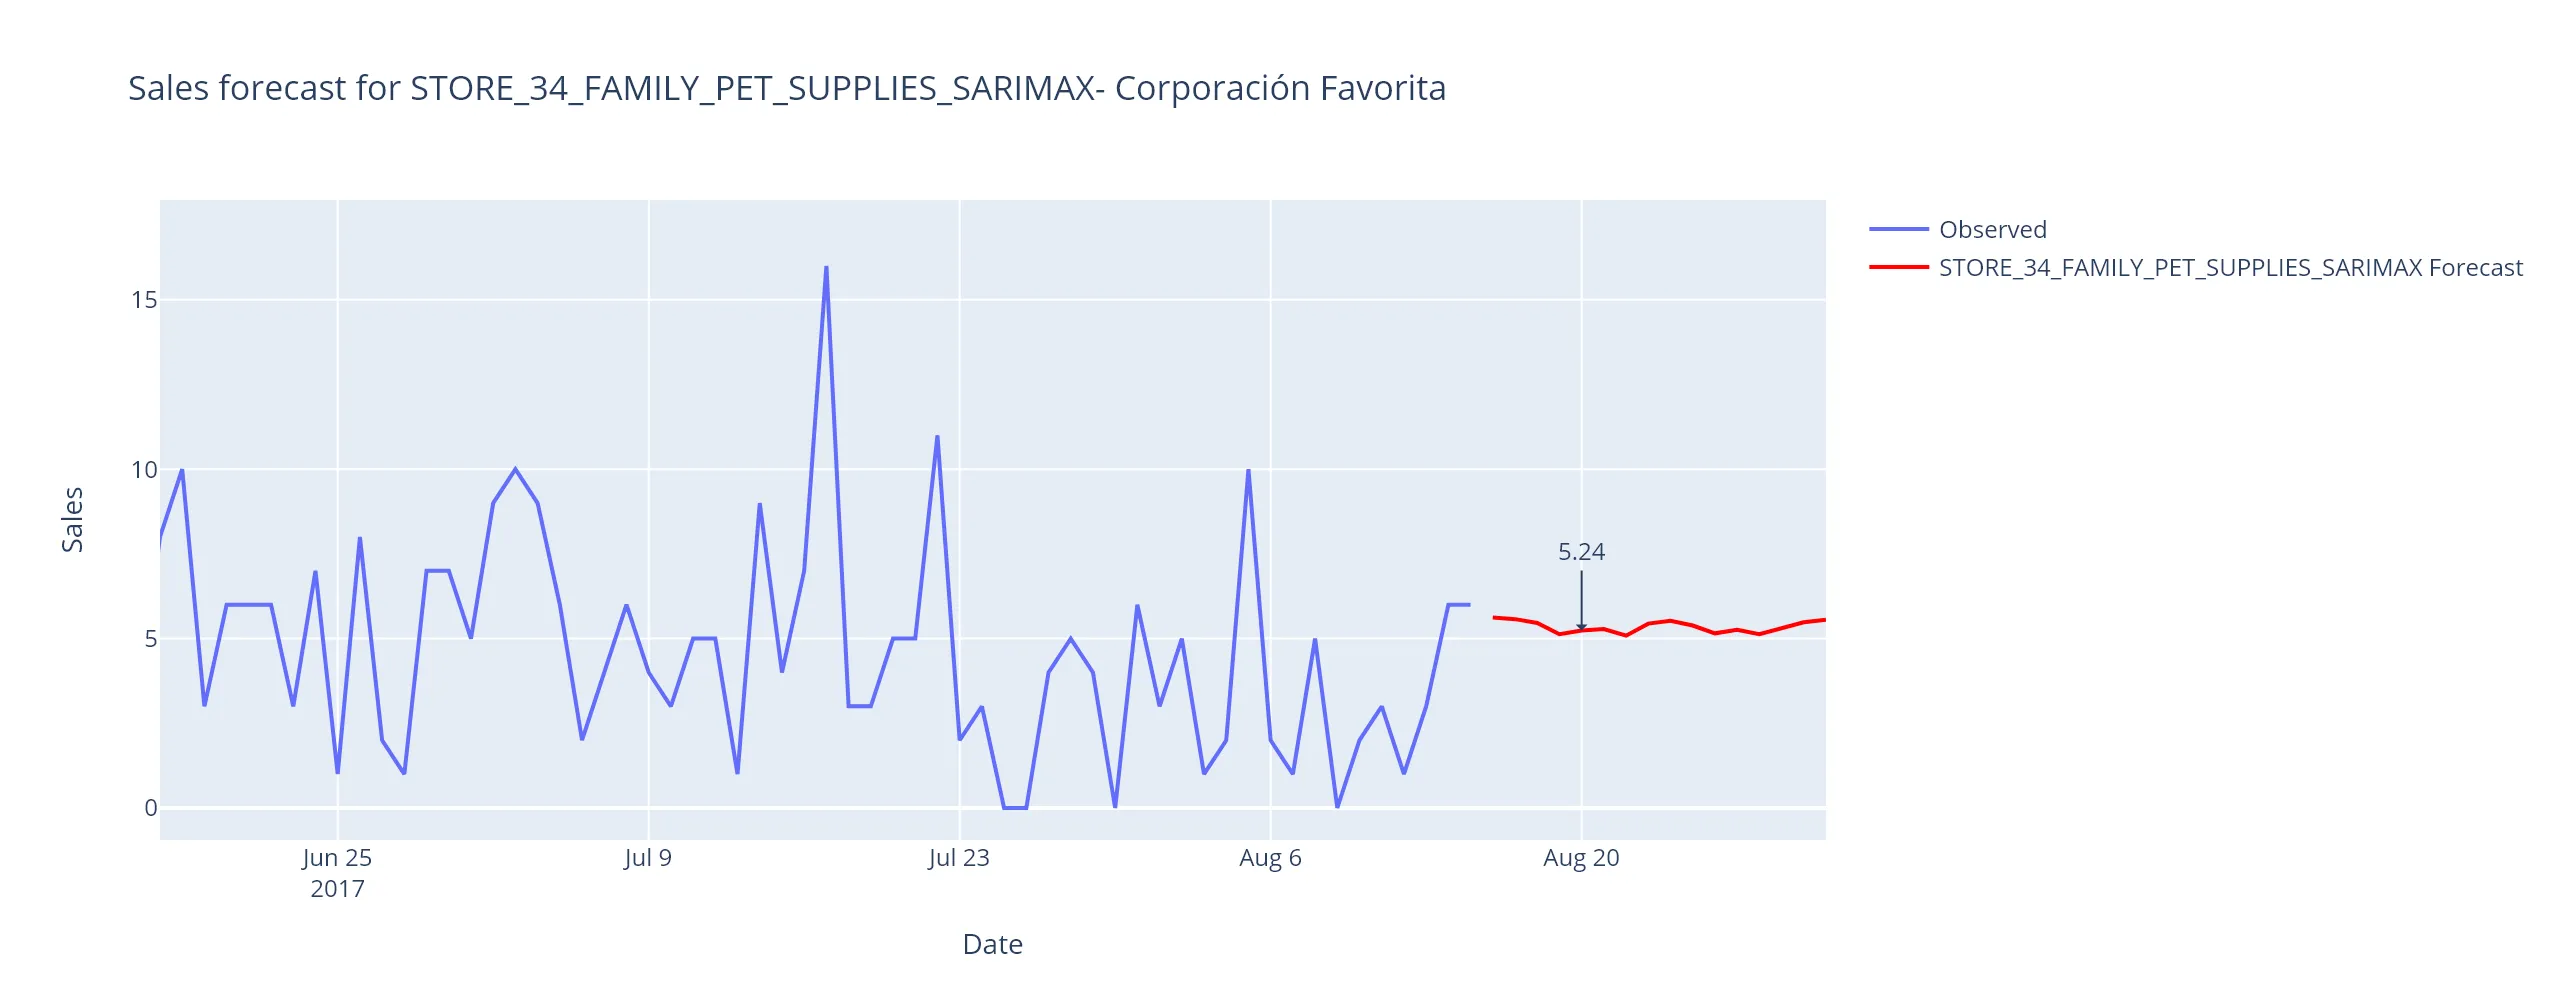 Sales forecast for STORE_34_FAMILY_PET_SUPPLIES_SARIMAX- Corporación Favorita
Observed
STORE_34_FAMILY_PET_SUPPLIES_SARIMAX Forecast
15
10
5
0
Sales
5.24
Jun 25
2017
Jul 9
Jul 23
Aug 6
Aug 20
Date